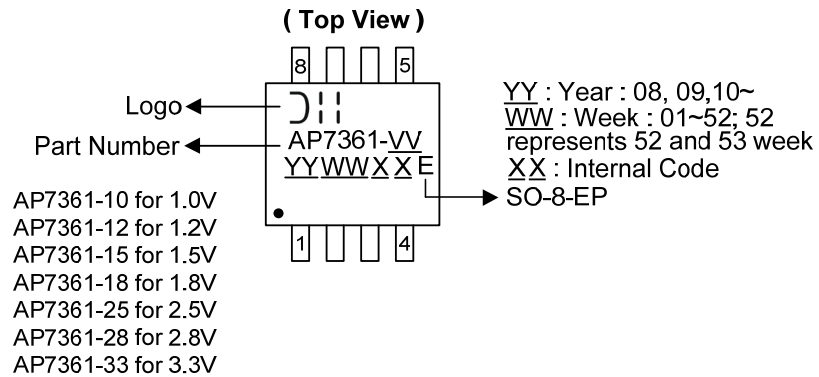 ( Top View )
8 5
Logo
AP7361-VV
Part Number
YYWWXXE
1 4
YY : Year : 08, 09,10~
WW : Week : 01~52; 52
represents 52 and 53 week
XX : Internal Code
SO-8-EP
AP7361-10 for 1.0V
AP7361-12 for 1.2V
AP7361-15 for 1.5V
AP7361-18 for 1.8V
AP7361-25 for 2.5V
AP7361-28 for 2.8V
AP7361-33 for 3.3V